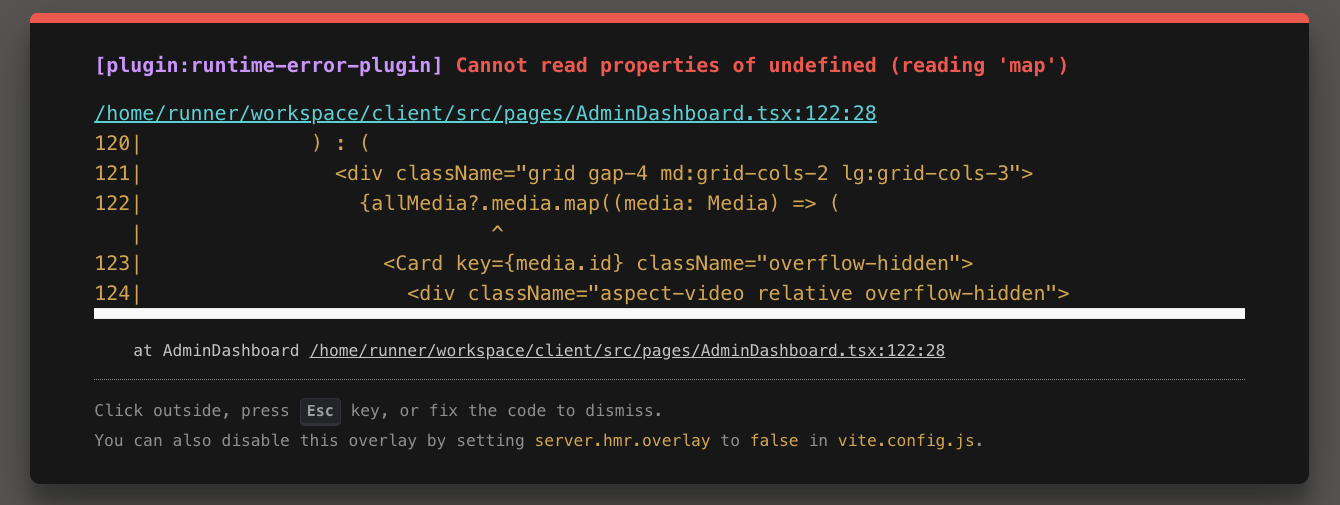 [plugin:runtime-error-plugin] Cannot read properties of undefined (reading 'map')
/home/runner/workspace/client/src/pages/AdminDashboard.tsx:122:28
120|              ) : (
121|                <div className="grid gap-4 md:grid-cols-2 lg:grid-cols-3">
122|                  {allMedia?.media.map((media: Media) => (
   |                             ^
123|                    <Card key={media.id} className="overflow-hidden">
124|                      <div className="aspect-video relative overflow-hidden">
at AdminDashboard /home/runner/workspace/client/src/pages/AdminDashboard.tsx:122:28
Click outside, press Esc key, or fix the code to dismiss.
You can also disable this overlay by setting server.hmr.overlay to false in vite.config.js.